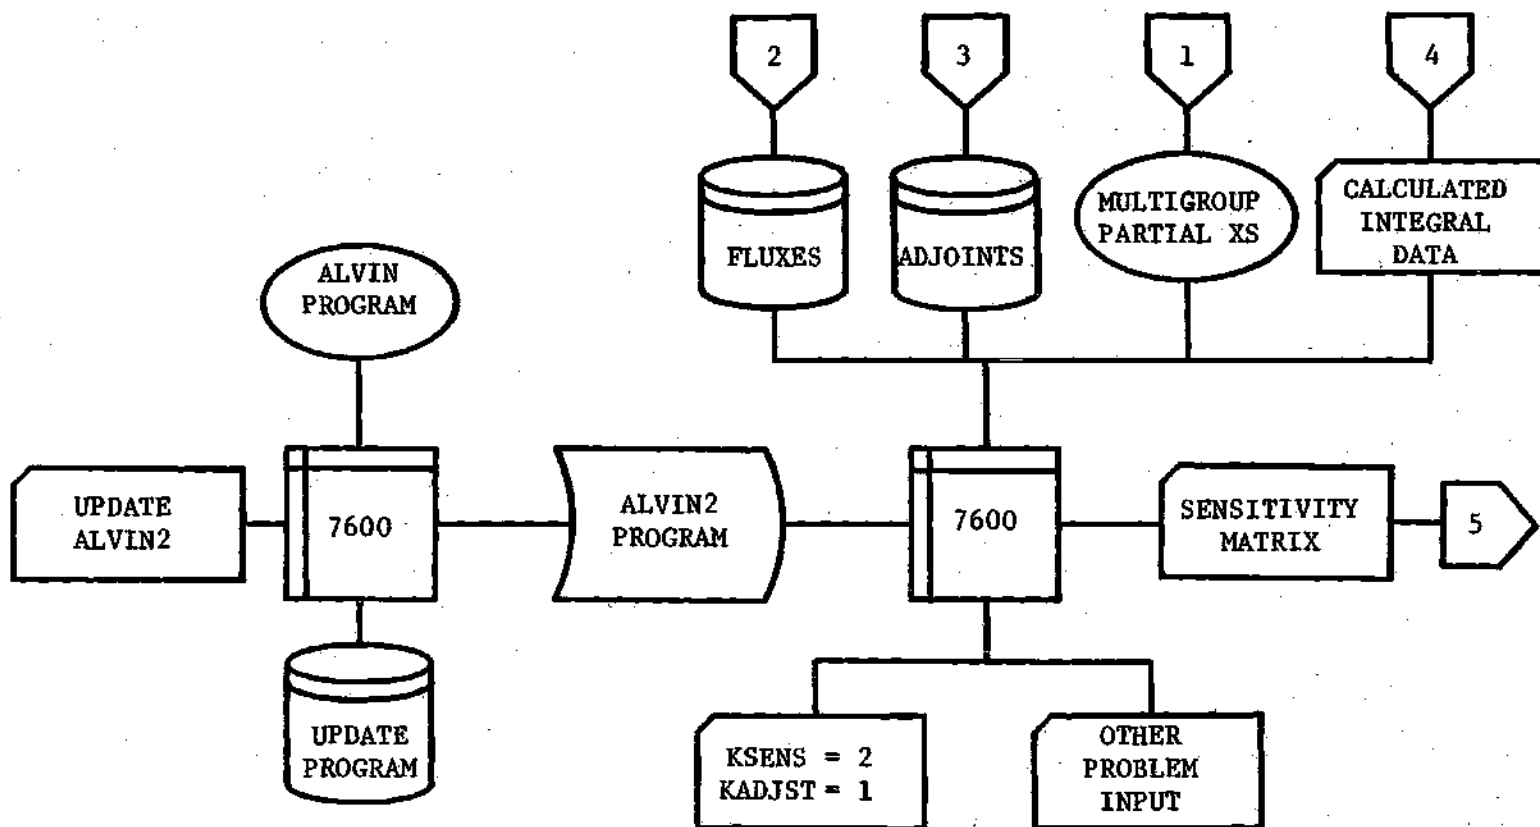 2
3
1
4
FLUXES
ADJOINTS
MULTIGROUP
PARTIAL XS
CALCULATED
INTEGRAL
DATA
ALVIN
PROGRAM
UPDATE
ALVIN2
7600
ALVIN2
PROGRAM
7600
SENSITIVITY
MATRIX
5
UPDATE
PROGRAM
KSENS = 2
KADJST = 1
OTHER
PROBLEM
INPUT